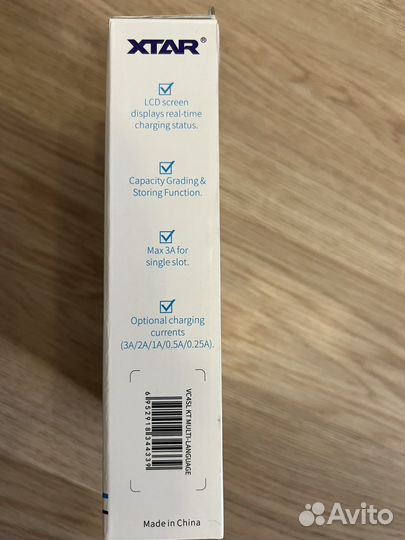 XTAR®
LCD screen
displays real-time
charging status.
Capacity Grading &
Storing Function.
Max 3A for
single slot.
Optional charging
currents
(3A/2A/1A/0.5A/0.25A).
VC4SL KT MULTI-LANGUAGE
6952918344339
Made in China
Avito